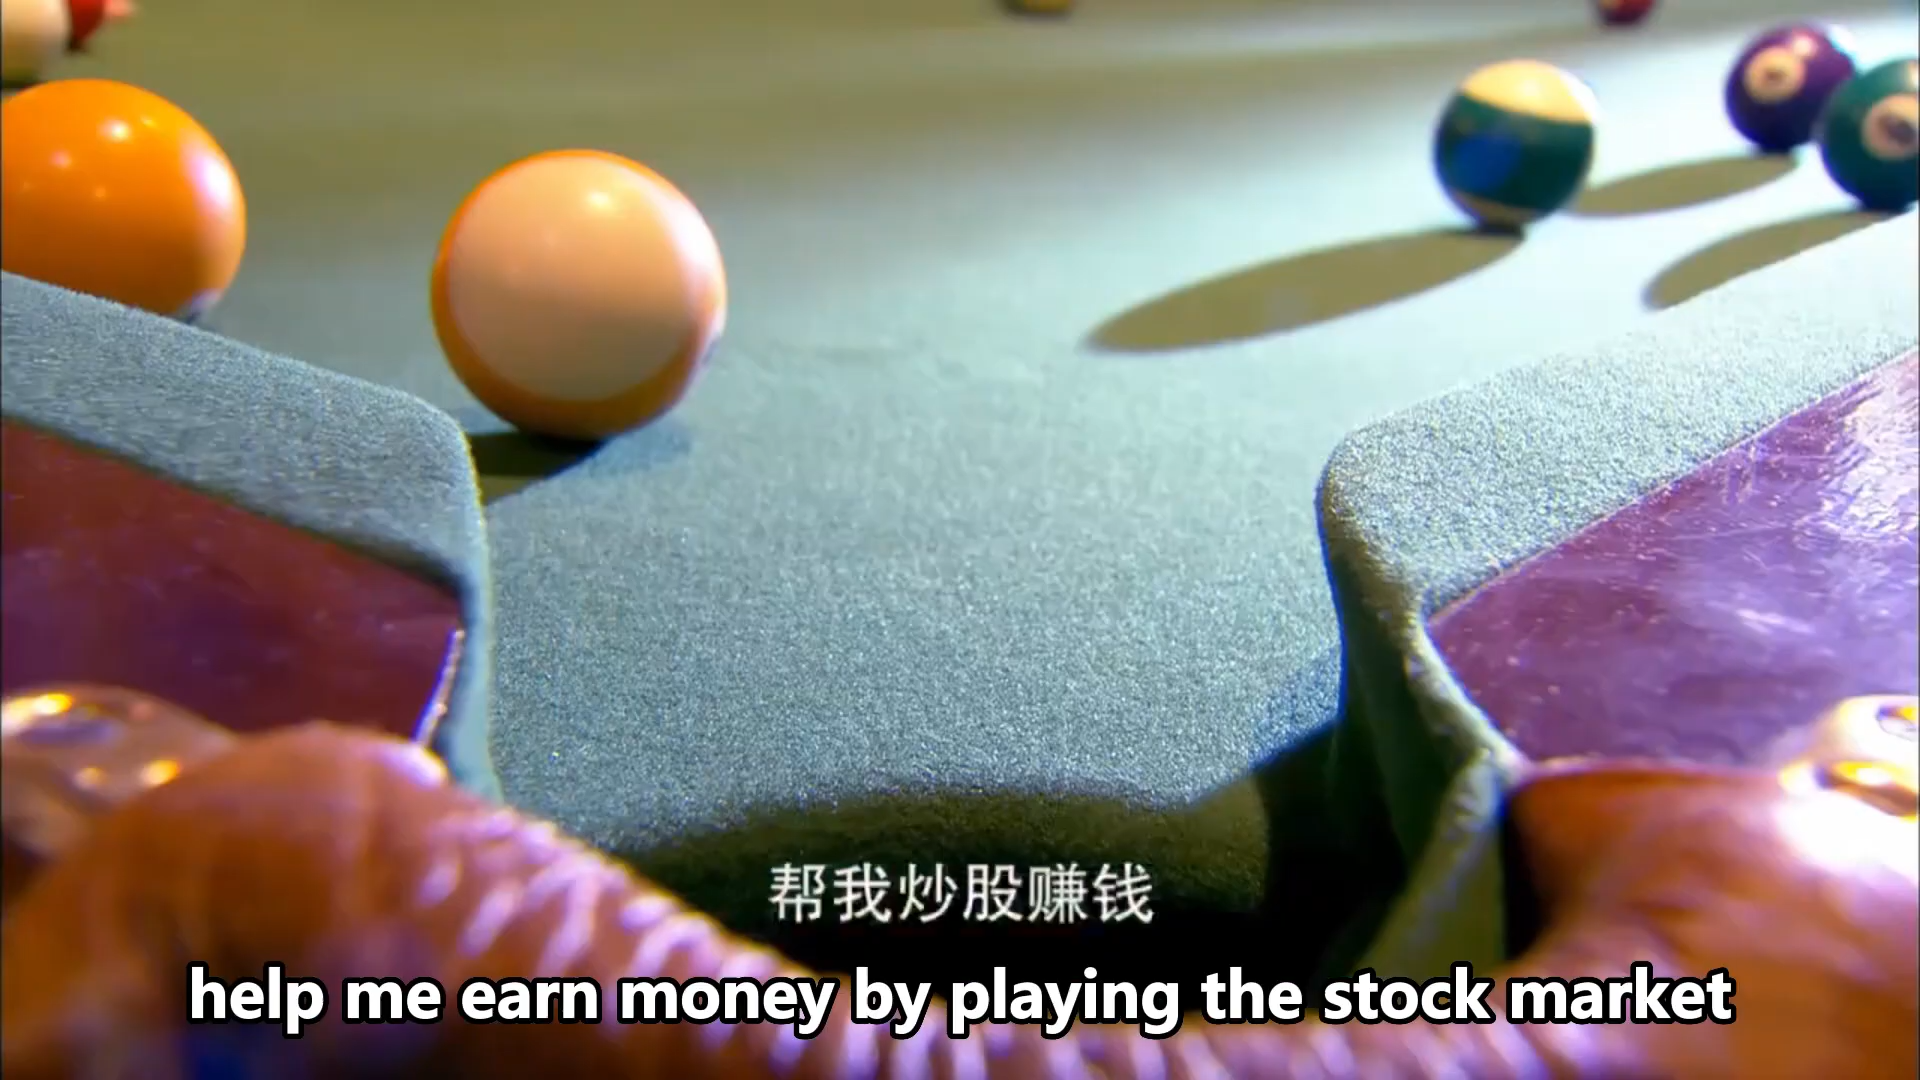 帮我炒股赚钱
help me earn money by playing the stock market